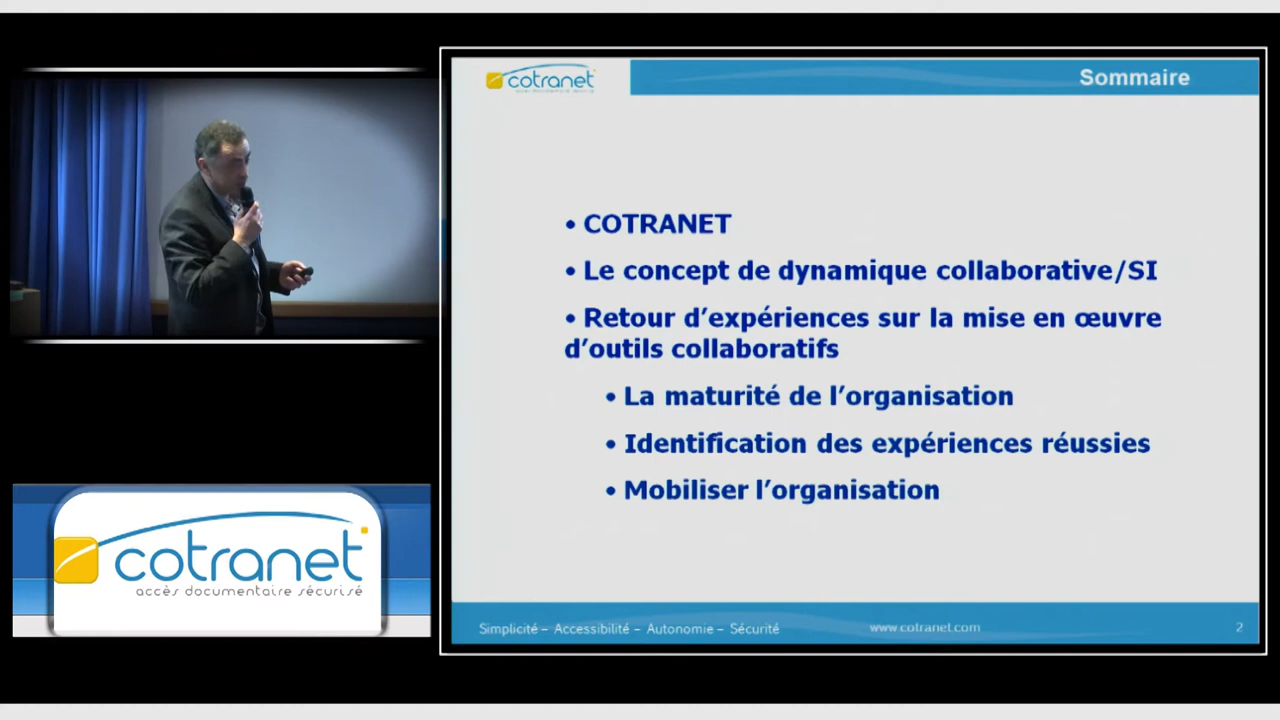 cotranet
Sommaire
• COTRANET
• Le concept de dynamique collaborative/SI
• Retour d’expériences sur la mise en œuvre
d’outils collaboratifs
• La maturité de l’organisation
• Identification des expériences réussies
• Mobiliser l’organisation
Simplicité – Accessibilité – Autonomie – Sécurité
www.cotranet.com
2
cotranet
accès documentaire sécurisé